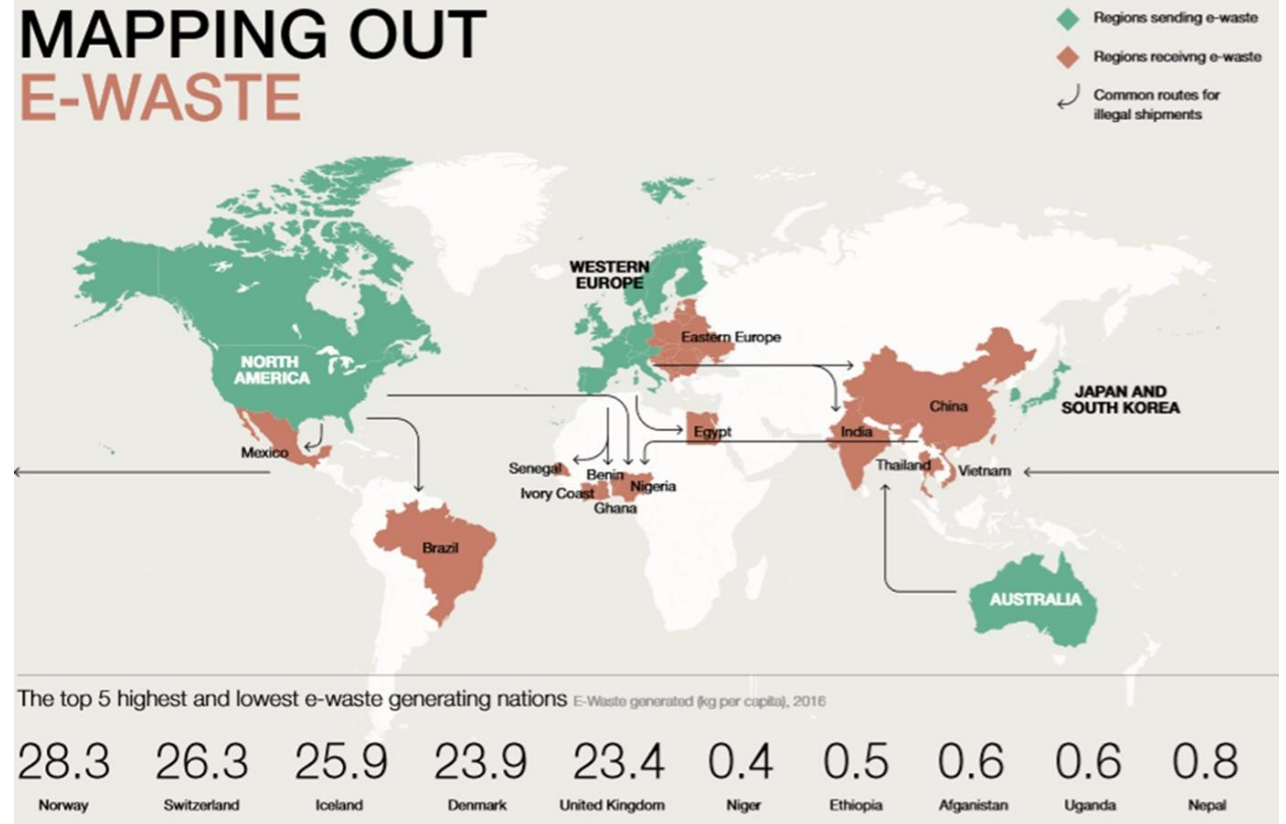 MAPPING OUT
E-WASTE
Regions sending e-waste
Regions receivng e-waste
Common routes for
illegal shipments
WESTERN
EUROPE
Eastern Europe
NORTH
AMERICA
JAPAN AND
SOUTH KOREA
China
Egypt
India
Mexico
Senegal
Benin
Thailand
Vietnam
Ivory Coast
Nigeria
Ghana
Brazil
AUSTRALIA
The top 5 highest and lowest e-waste generating nations E-Waste generated (kg per capita), 2016
28.3 26.3 25.9 23.9 23.4 0.4 0.5 0.6 0.6 0.8
Norway Switzerland Iceland Denmark United Kingdom Niger Ethiopia Afganistan Uganda Nepal